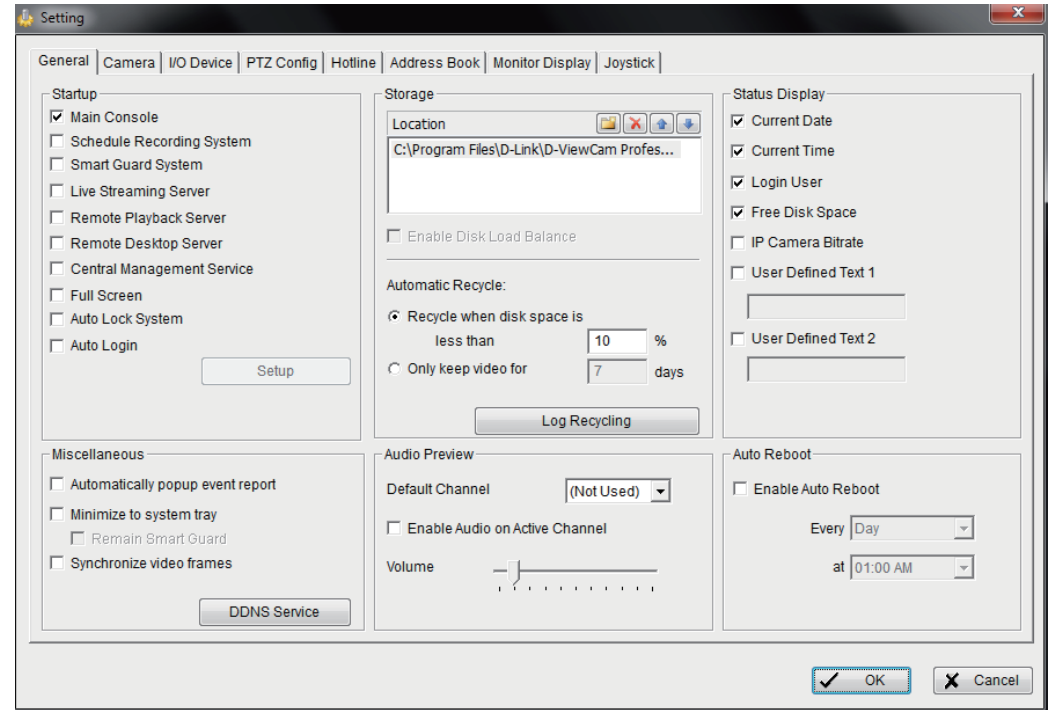 Setting
General Camera I/O Device PTZ Config Hotline Address Book Monitor Display Joystick
Startup
Main Console
Schedule Recording System
Smart Guard System
Live Streaming Server
Remote Playback Server
Remote Desktop Server
Central Management Service
Full Screen
Auto Lock System
Auto Login
Setup
Storage
Location
C:\Program Files\D-Link\D-ViewCam Profes...
Enable Disk Load Balance
Automatic Recycle:
Recycle when disk space is
less than 10 %
Only keep video for 7 days
Log Recycling
Status Display
Current Date
Current Time
Login User
Free Disk Space
IP Camera Bitrate
User Defined Text 1
User Defined Text 2
Miscellaneous
Automatically popup event report
Minimize to system tray
Remain Smart Guard
Synchronize video frames
DDNS Service
Audio Preview
Default Channel (Not Used)
Enable Audio on Active Channel
Volume
Auto Reboot
Enable Auto Reboot
Every Day
at 01:00 AM
OK Cancel